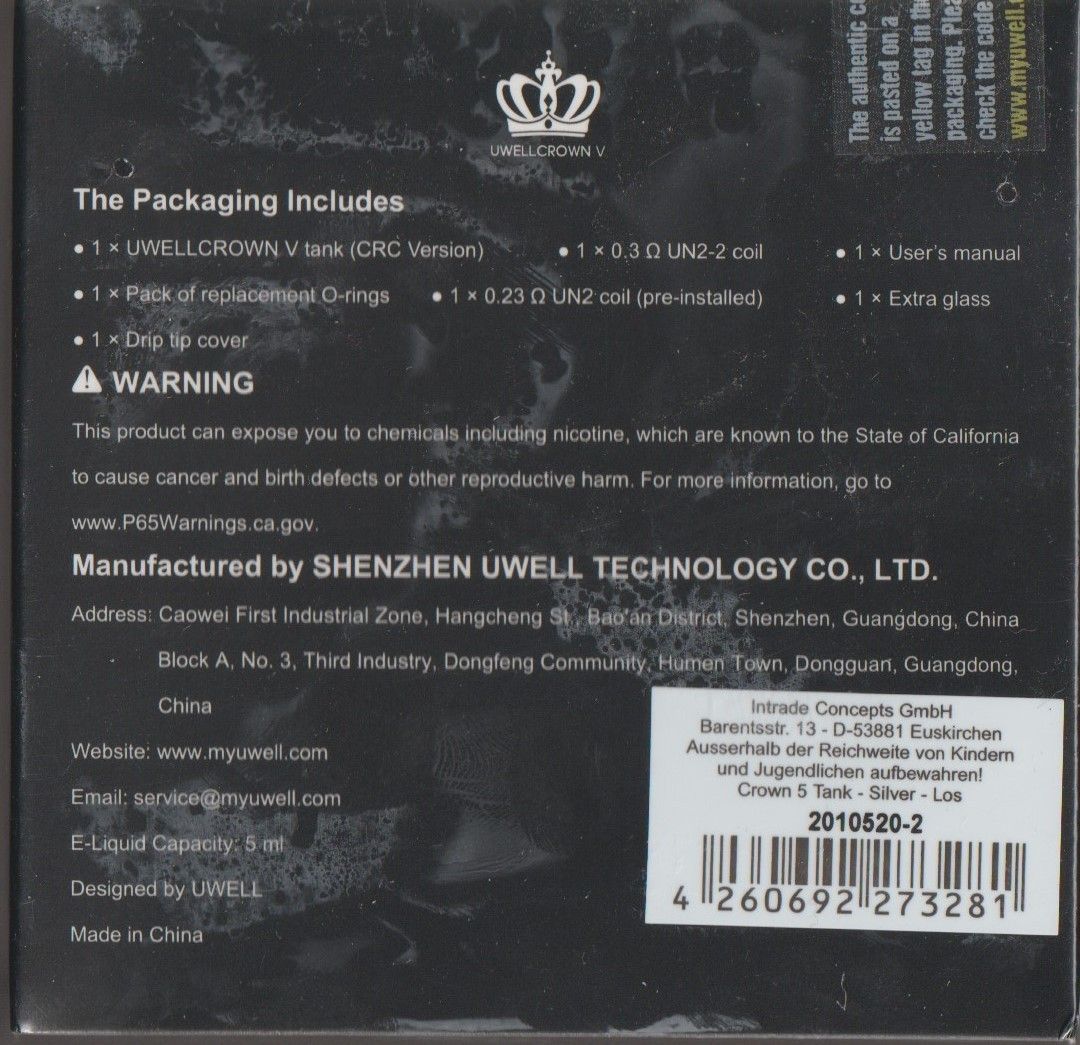 The authentic
is pasted on a
yellow tag in the
packaging.
check the code
www.myuwell.
UWELLCROWN V
The Packaging Includes
● 1 × UWELLCROWN V tank (CRC Version) ● 1 × 0.3 Ω UN2-2 coil ● 1 × User's manual
● 1 × Pack of replacement O-rings ● 1 × 0.23 Ω UN2 coil (pre-installed) ● 1 × Extra glass
● 1 × Drip tip cover
WARNING
This product can expose you to chemicals including nicotine, which are known to the State of California
to cause cancer and birth defects or other reproductive harm. For more information, go to
www.P65Warnings.ca.gov.
Manufactured by SHENZHEN UWELL TECHNOLOGY CO., LTD.
Address: Caowei First Industrial Zone, Hangcheng St., Bao'an District, Shenzhen, Guangdong, China
Block A, No. 3, Third Industry, Dongfeng Community, Humen Town, Dongguan, Guangdong,
China
Website: www.myuwell.com
Email: service@myuwell.com
E-Liquid Capacity: 5 ml
Designed by UWELL
Made in China
Intrade Concepts GmbH
Barentsstr. 13 - D-53881 Euskirchen
Ausserhalb der Reichweite von Kindern
und Jugendlichen aufbewahren!
Crown 5 Tank - Silver - Los
2010520-2
4 260692 273281